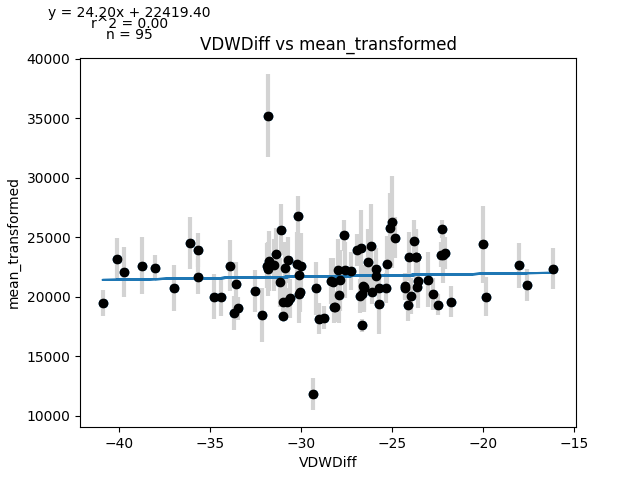 y = 24.20x + 22419.40
r^2 = 0.00
n = 95
VDWDiff vs mean_transformed
40000
35000
30000
25000
20000
15000
10000
mean_transformed
−40
−35
−30
−25
−20
−15
VDWDiff